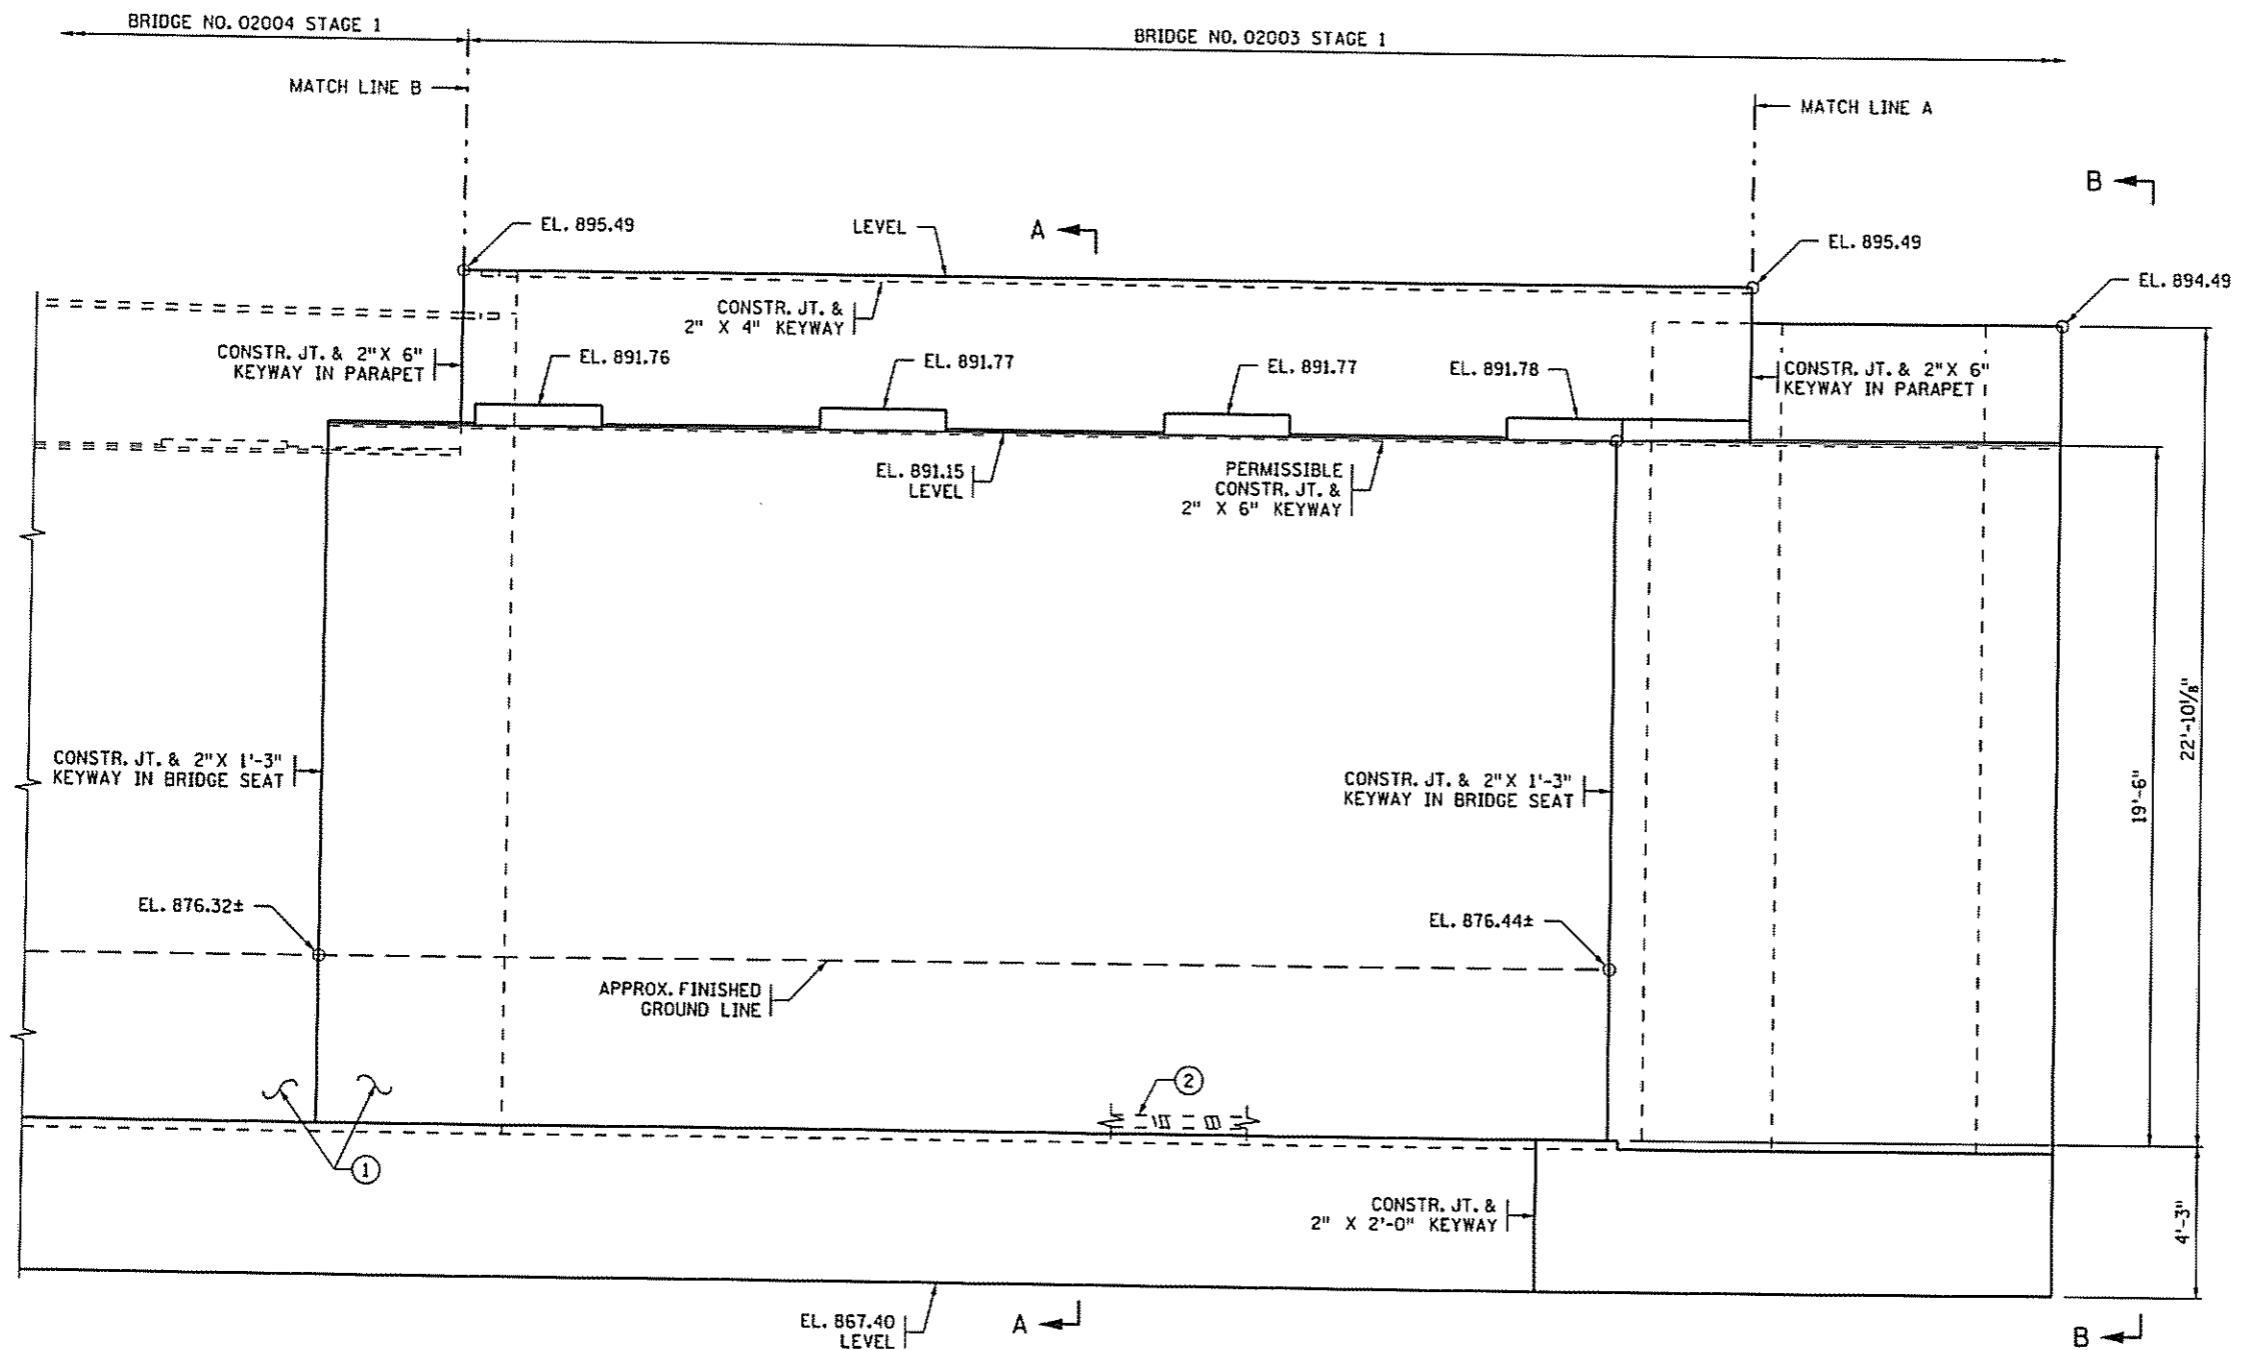 BRIDGE NO. 02004 STAGE 1
BRIDGE NO. 02003 STAGE 1
MATCH LINE B
MATCH LINE A
B
EL. 895.49
LEVEL
A
EL. 895.49
EL. 894.49
CONSTR. JT. &
2" X 4" KEYWAY
CONSTR. JT. & 2" X 6"
KEYWAY IN PARAPET
EL. 891.76
EL. 891.77
EL. 891.77
EL. 891.78
CONSTR. JT. & 2" X 6"
KEYWAY IN PARAPET
EL. 891.15
LEVEL
PERMISSIBLE
CONSTR. JT. &
2" X 6" KEYWAY
22'-10⅛"
19'-6"
CONSTR. JT. & 2" X 1'-3"
KEYWAY IN BRIDGE SEAT
CONSTR. JT. & 2" X 1'-3"
KEYWAY IN BRIDGE SEAT
EL. 876.32±
EL. 876.44±
APPROX. FINISHED
GROUND LINE
2
1
CONSTR. JT. &
2" X 2'-0" KEYWAY
4'-3"
EL. 867.40
LEVEL
A
B